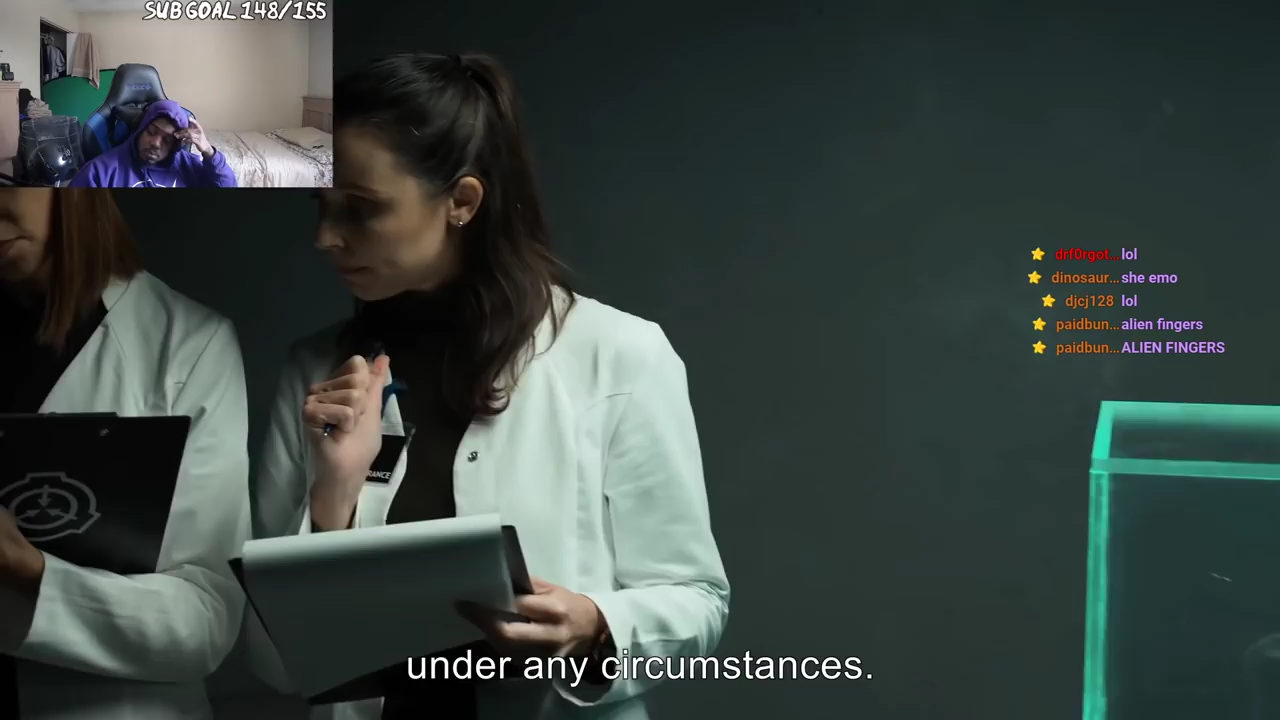 SUB GOAL 148/155
drf0rgot... lol
dinosaur... she emo
djcj128 lol
paidbun... alien fingers
paidbun... ALIEN FINGERS
RANCE
under any circumstances.